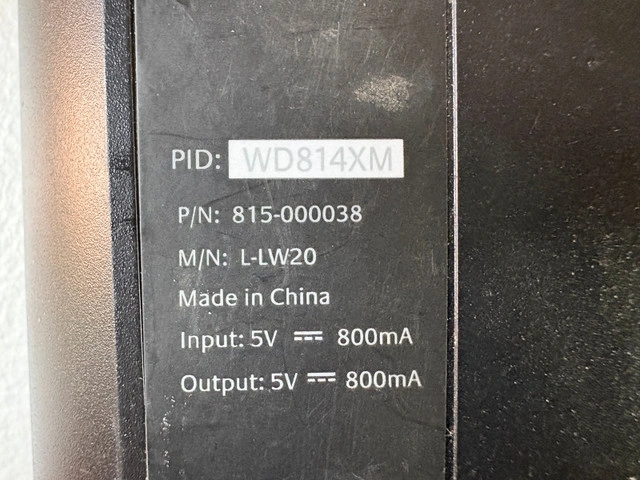 PID: WD814XM
P/N: 815-000038
M/N: L-LW20
Made in China
Input: 5V ⎓ 800mA
Output: 5V ⎓ 800mA